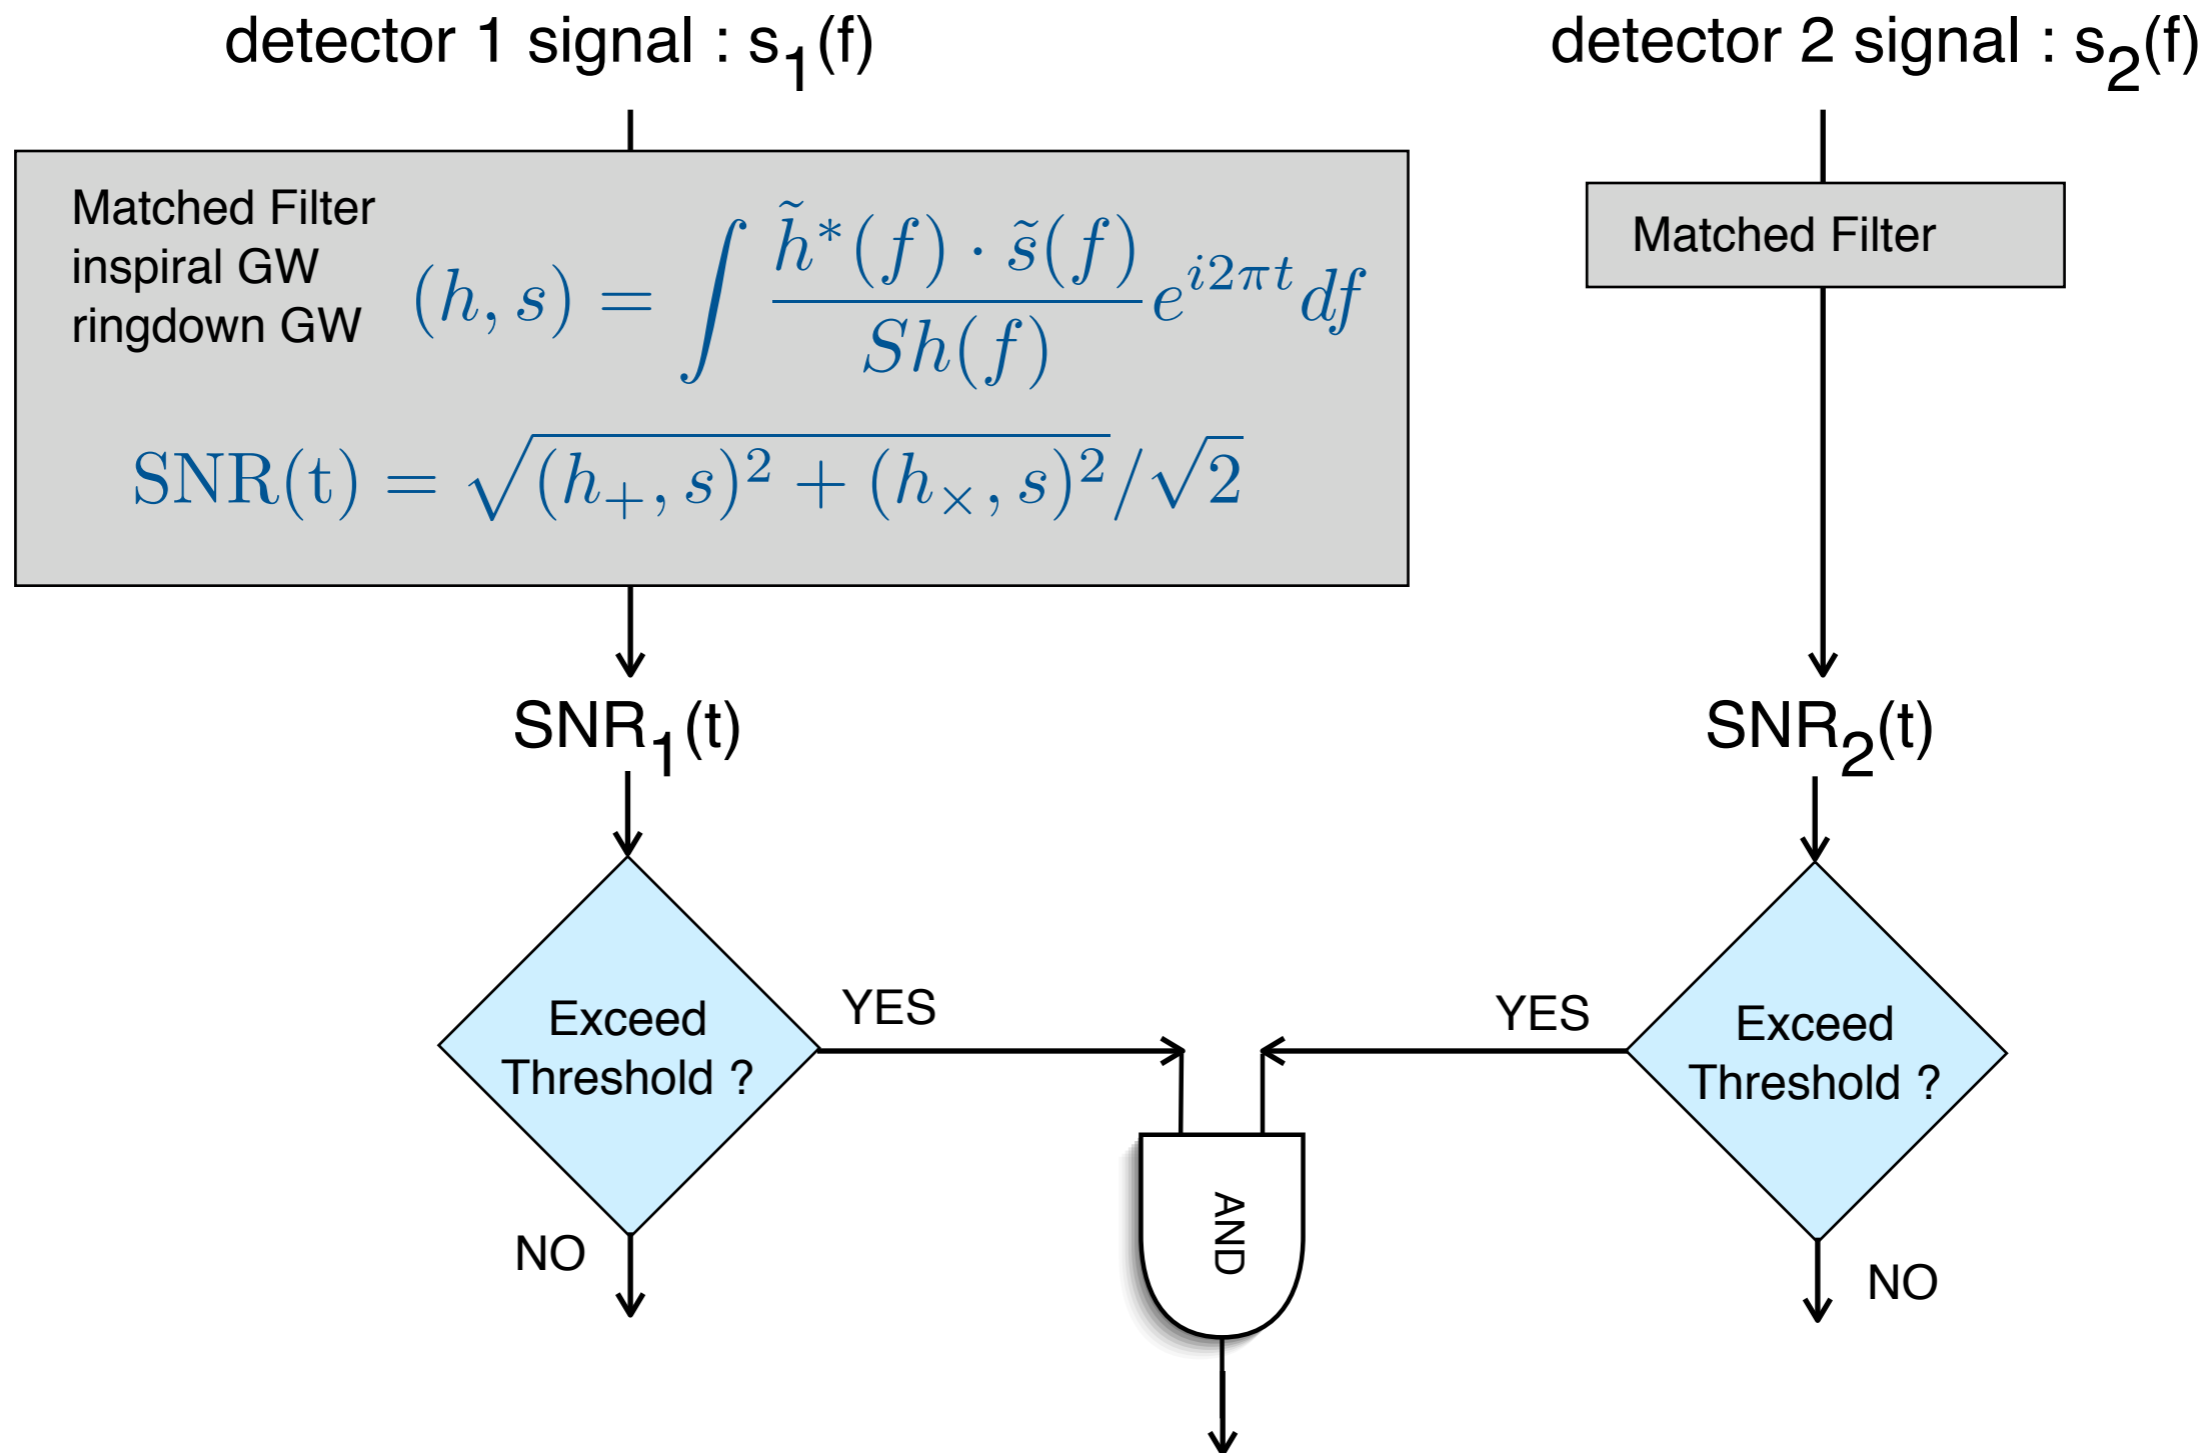 detector 1 signal : s₁(f)
detector 2 signal : s₂(f)
Matched Filter
inspiral GW
ringdown GW
(h, s) = ∫ h̃*(f) · s̃(f) / Sh(f) e^{i2πt} df
SNR(t) = √((h₊, s)² + (h×, s)²)/√2
Matched Filter
SNR₁(t)
SNR₂(t)
Exceed
Threshold ?
YES
NO
YES
Exceed
Threshold ?
NO
AND